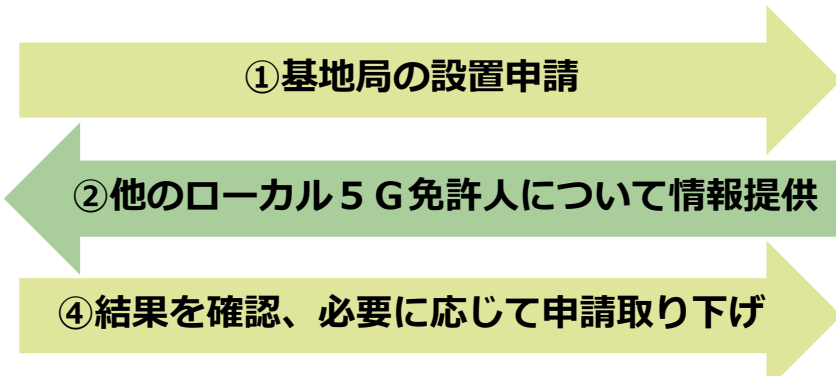 ①基地局の設置申請
②他のローカル５Ｇ免許人について情報提供
④結果を確認、必要に応じて申請取り下げ